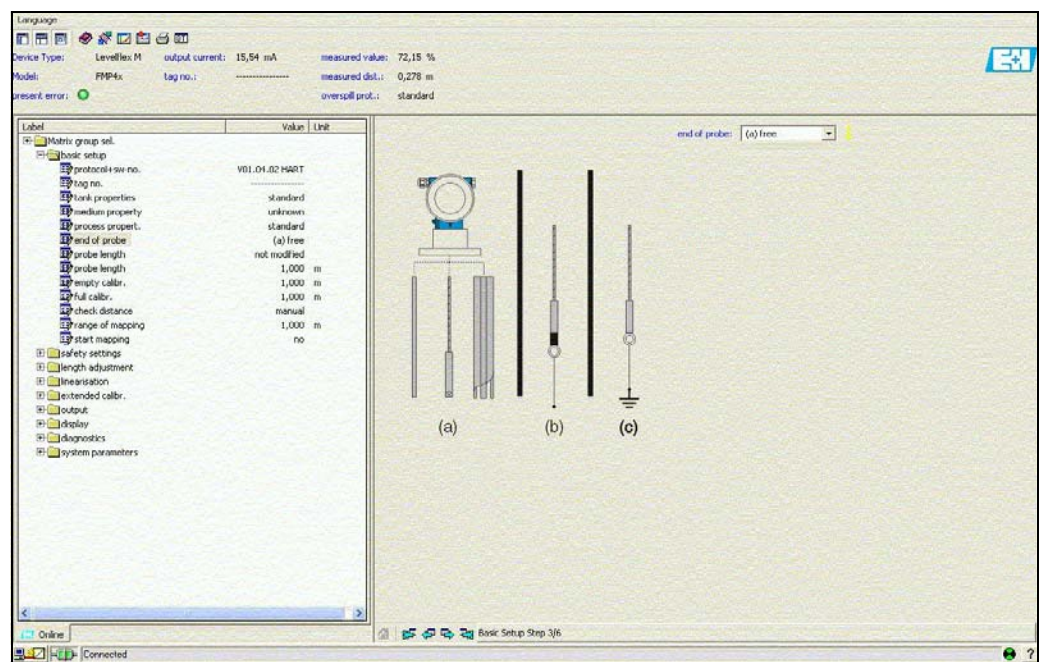 Language
Device Type: Levelflex M output current: 15,54 mA measured value: 72,15 %
Model: FMP4x tag no.: ---------------- measured dist.: 0,278 m
present error: overspill prot.: standard
E+H
Label Value Unit
Matrix group sel.
basic setup
protocol+sw-no. V01.04.02 HART
tag no. ----------------
tank properties standard
medium property unknown
process propert. standard
end of probe (a) free
probe length not modified
probe length 1,000 m
empty calibr. 1,000 m
full calibr. 1,000 m
check distance manual
range of mapping 1,000 m
start mapping no
safety settings
length adjustment
linearisation
extended calibr.
output
display
diagnostics
system parameters
end of probe: (a) free
(a) (b) (c)
Online
Basic Setup Step 3/6
Connected
?